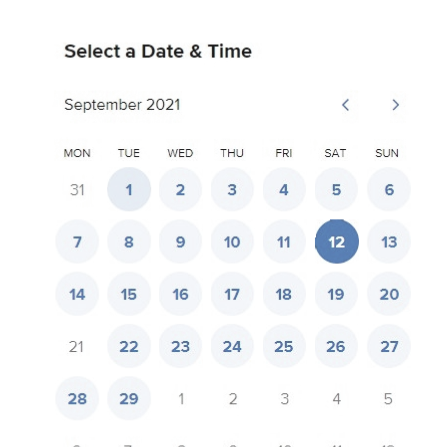 Select a Date & Time
September 2021
MON TUE WED THU FRI SAT SUN
31 1 2 3 4 5 6
7 8 9 10 11 12 13
14 15 16 17 18 19 20
21 22 23 24 25 26 27
28 29 1 2 3 4 5